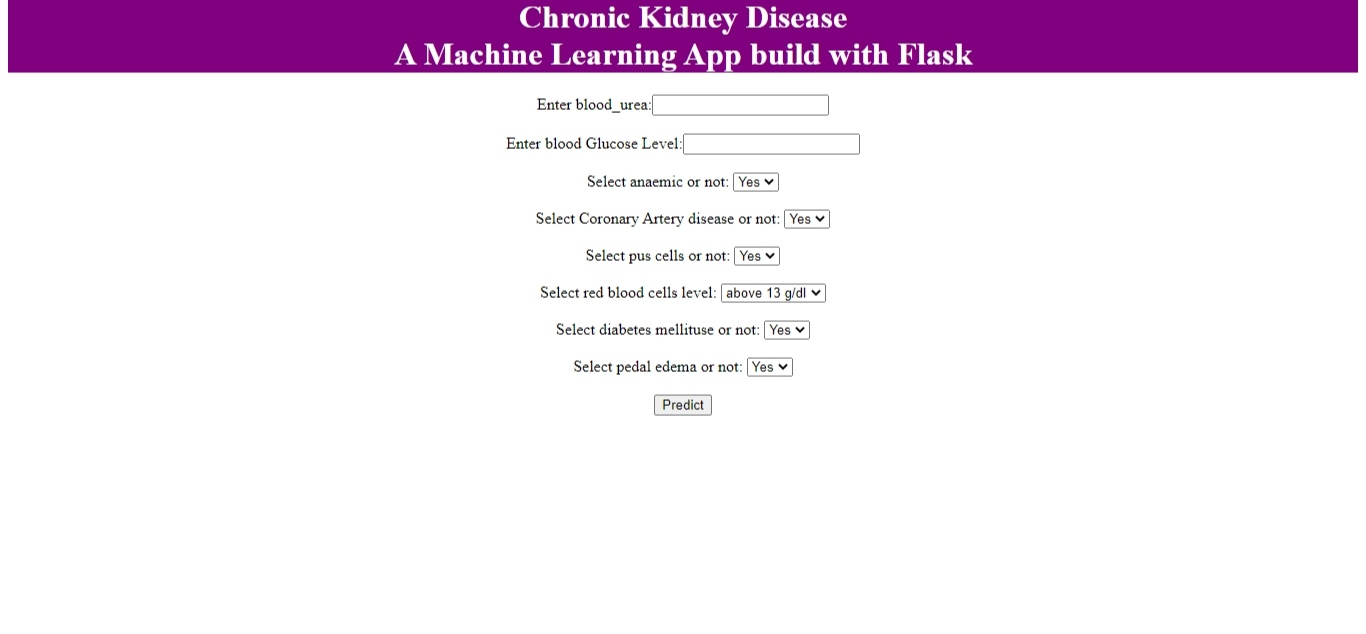 Chronic Kidney Disease
A Machine Learning App build with Flask
Enter blood_urea:
Enter blood Glucose Level:
Select anaemic or not: Yes
Select Coronary Artery disease or not: Yes
Select pus cells or not: Yes
Select red blood cells level: above 13 g/dl
Select diabetes mellituse or not: Yes
Select pedal edema or not: Yes
Predict